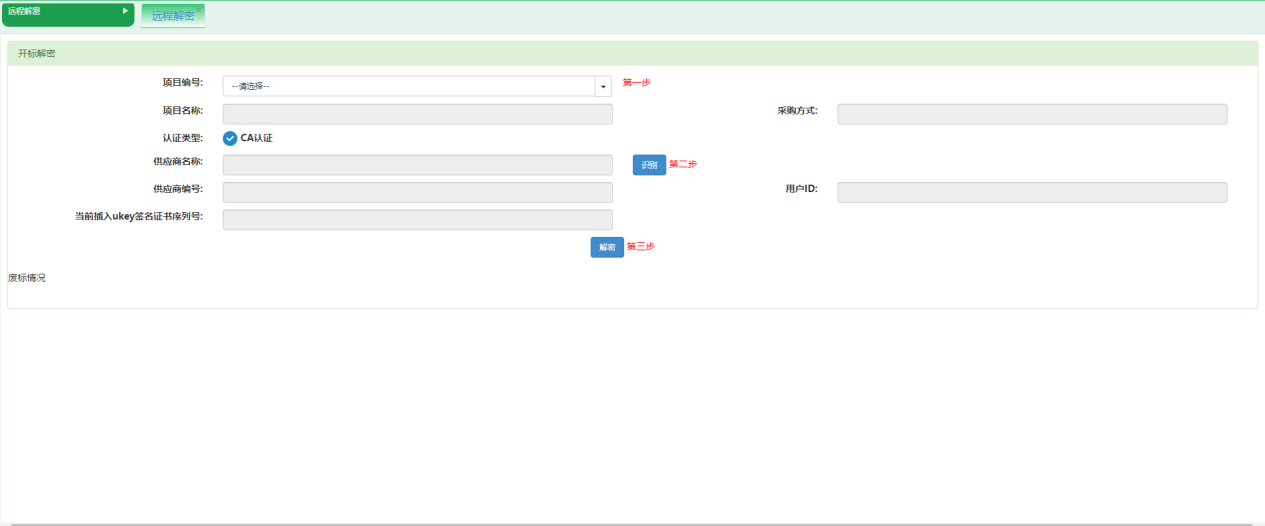 远程解密
远程解密
开标解密
项目编号: --请选择-- 第一步
项目名称: 采购方式:
认证类型: CA认证
供应商名称: 识别 第二步
供应商编号: 用户ID:
当前插入ukey签名证书序列号:
解密 第三步
废标情况